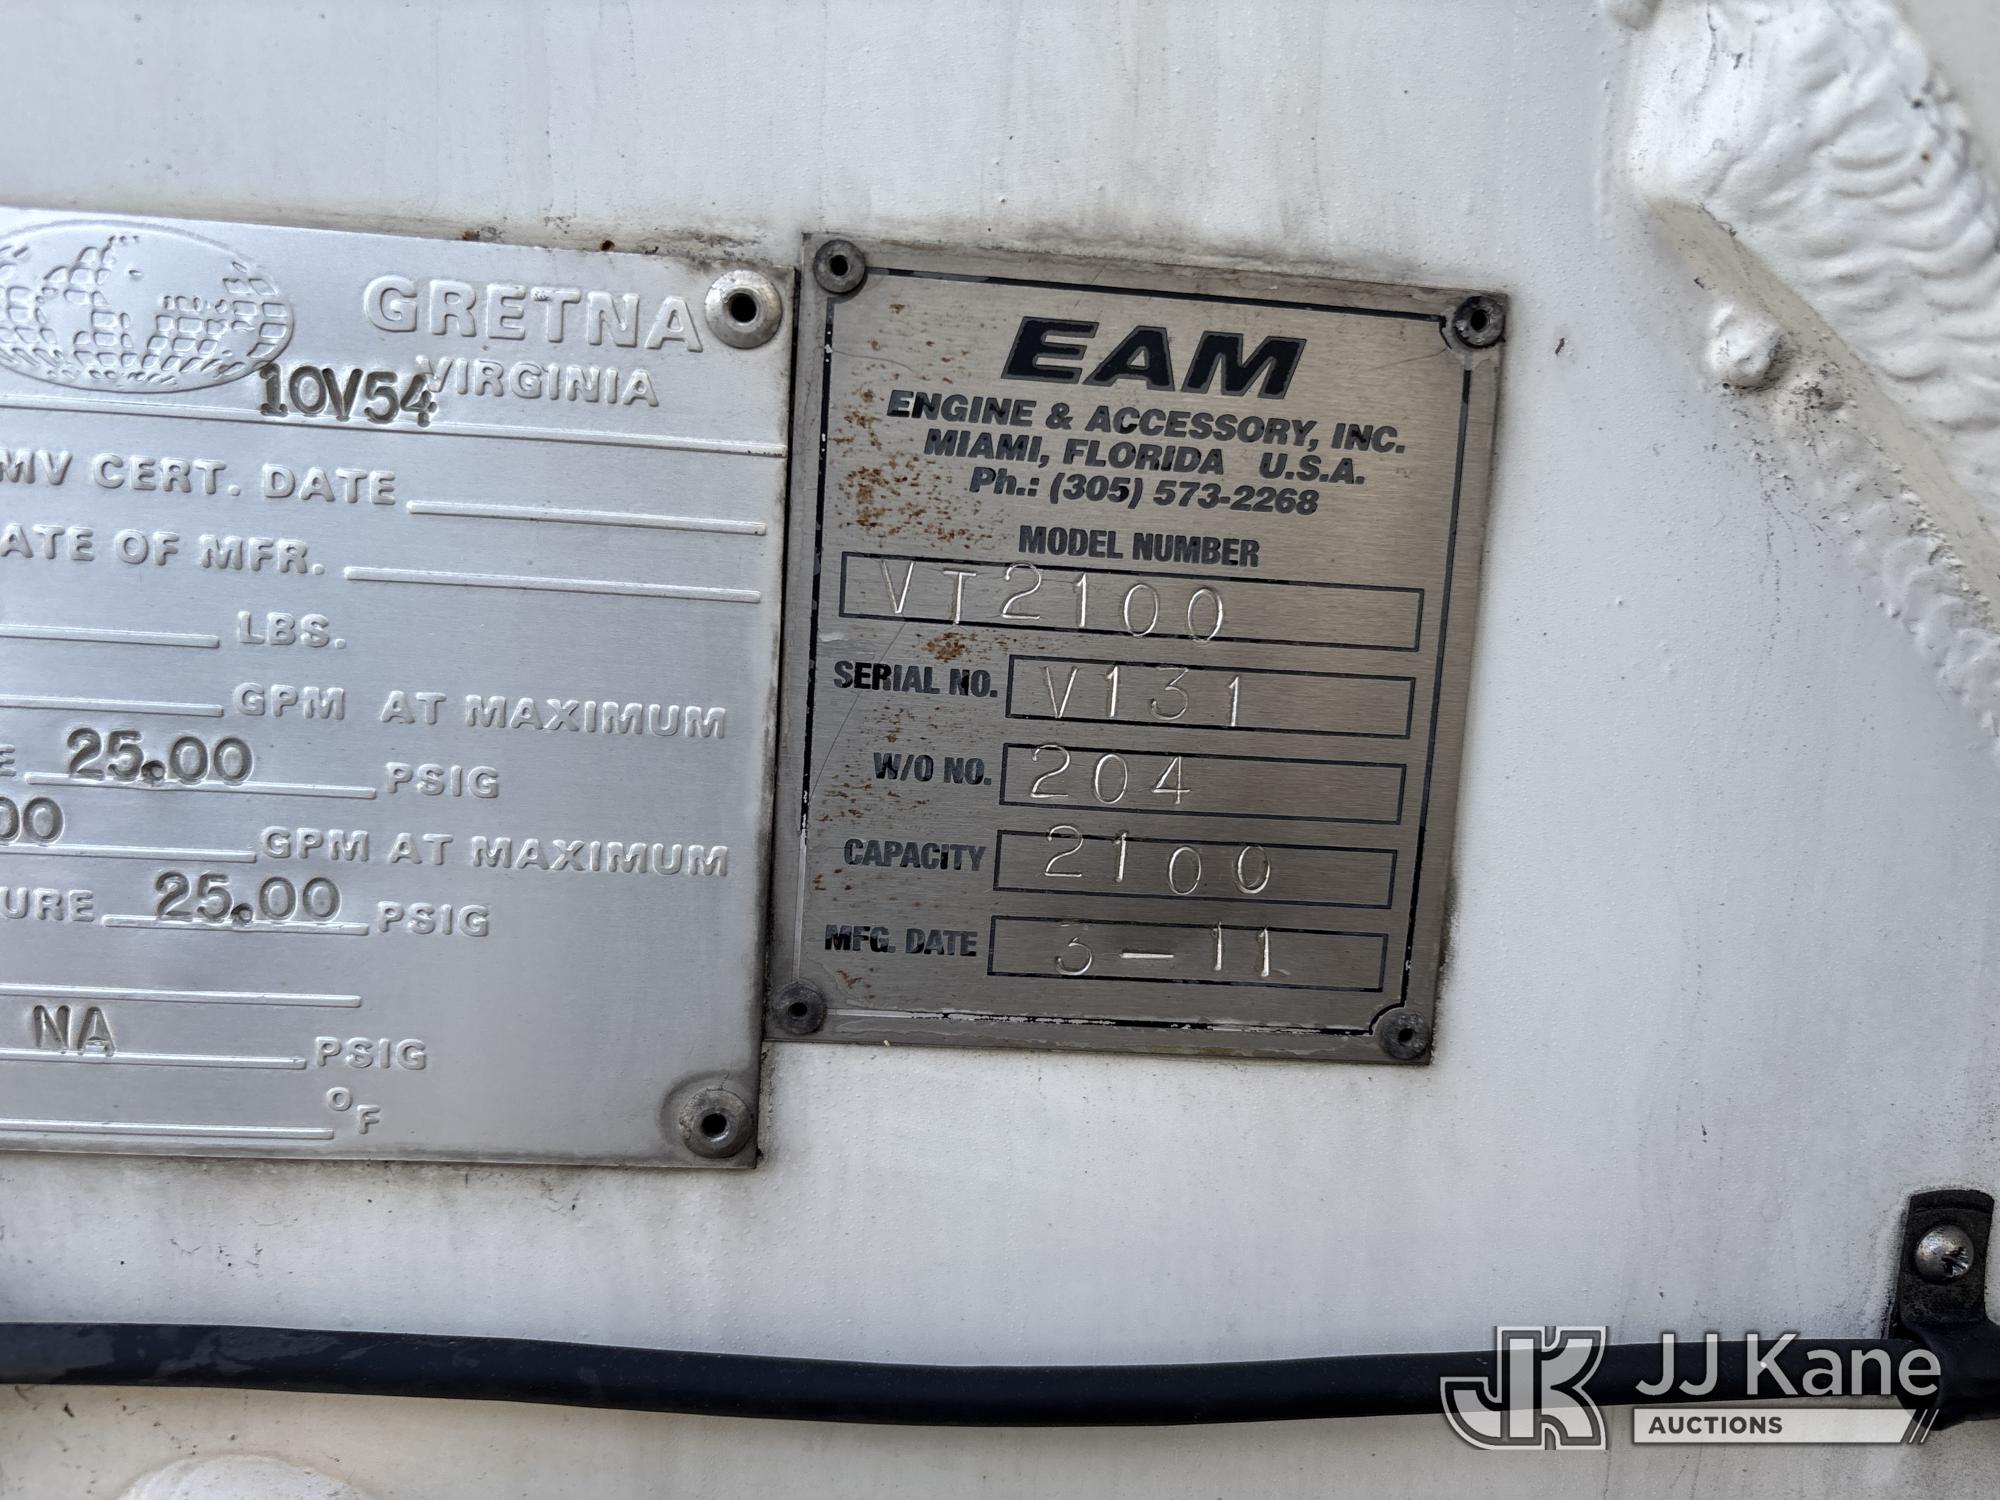 GRETNA
VIRGINIA
INC.
10V54
MV CERT. DATE
ATE OF MFR.
LBS.
GPM AT MAXIMUM
E 25.00 PSIG
00 GPM AT MAXIMUM
URE 25.00 PSIG
NA PSIG
°F
EAM
ENGINE & ACCESSORY, INC.
MIAMI, FLORIDA U.S.A.
Ph.: (305) 573-2268
MODEL NUMBER
VT2100
SERIAL NO. V131
W/O NO. 204
CAPACITY 2100
MFG. DATE 3-11
JK JJ Kane
AUCTIONS